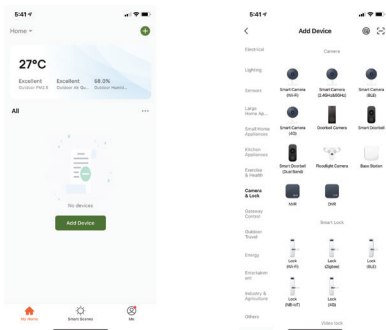 5:41
Home
27°C
Excellent
Outdoor PM2.5
Excellent
Outdoor Air Qu...
68.0%
Outdoor Humid...
All
No devices
Add Device
My Home
Smart Scenes
Me
5:41
Add Device
Electrical
Lighting
Sensors
Large
Home Ap...
Small Home
Appliances
Kitchen
Appliances
Exercise
& Health
Camera
& Lock
Gateway
Control
Outdoor
Travel
Energy
Entertainm
ent
Industry &
Agriculture
Others
Camera
Smart Camera
(Wi-Fi)
Smart Camera
(2.4GHz&5GHz)
Smart Camera
(BLE)
Smart Camera
(4G)
Doorbell Camera
Smart Doorbell
Smart Doorbell
(Dual Band)
Floodlight Camera
Base Station
NVR
DVR
Smart Lock
Lock
(Wi-Fi)
Lock
(Zigbee)
Lock
(BLE)
Lock
(NB-IoT)
Lock
(4G)
Video lock